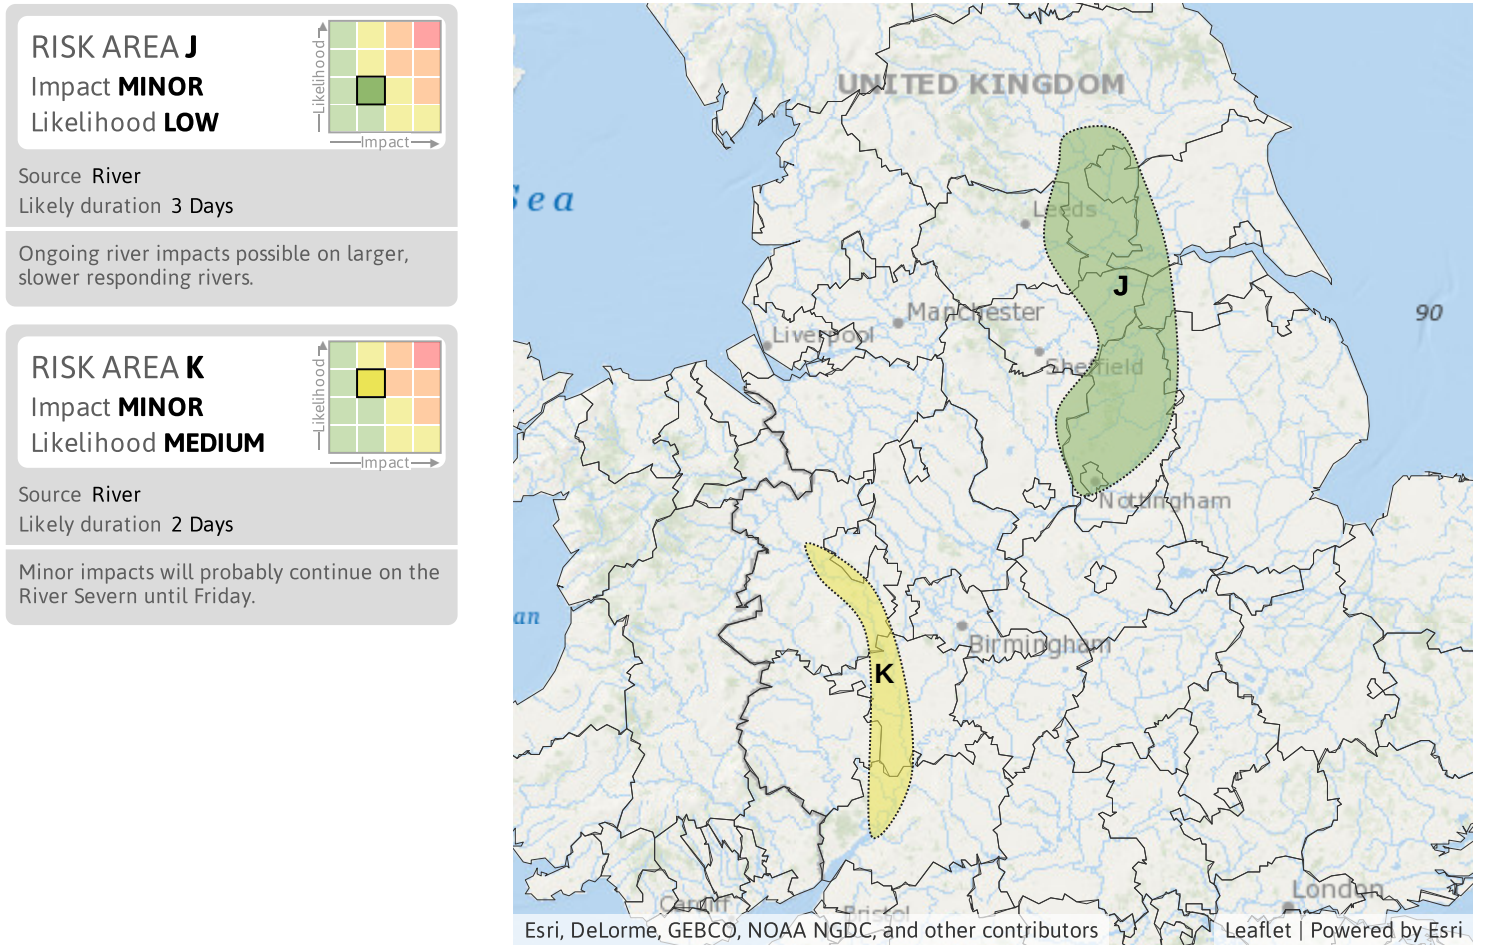 RISK AREA J
Impact MINOR
Likelihood LOW
Likelihood
Impact
Source River
Likely duration 3 Days
Ongoing river impacts possible on larger,
slower responding rivers.
RISK AREA K
Impact MINOR
Likelihood MEDIUM
Likelihood
Impact
Source River
Likely duration 2 Days
Minor impacts will probably continue on the
River Severn until Friday.
UNITED KINGDOM
Sea
Leeds
J
Manchester
90
Liverpool
Sheffield
Nottingham
an
Birmingham
K
London
Cardiff
Bristol
Esri, DeLorme, GEBCO, NOAA NGDC, and other contributors
Leaflet | Powered by Esri